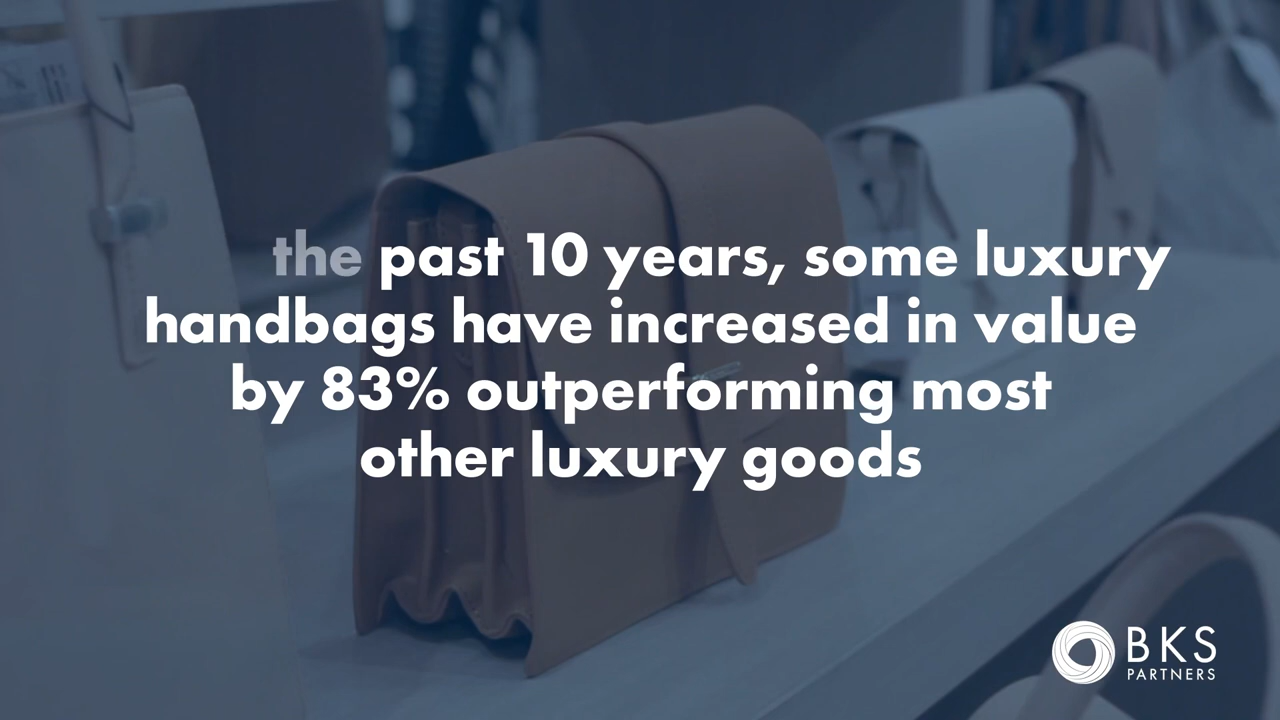 the past 10 years, some luxury
handbags have increased in value
by 83% outperforming most
other luxury goods
BKS
PARTNERS